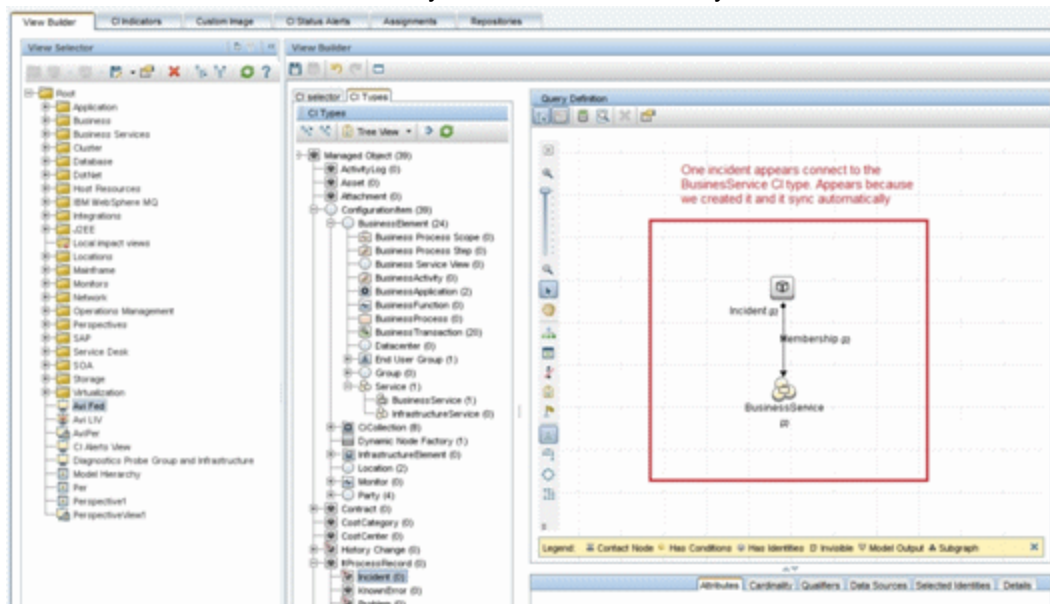 View Builder
CI Indicators
Custom Image
CI Status Alerts
Assignments
Repositories
View Selector
View Builder
Root
Application
Business
Business Services
Cluster
Database
DotNet
Host Resources
IBM WebSphere MQ
Integrations
J2EE
Local impact views
Locations
Mainframe
Monitors
Network
Operations Management
Perspectives
SAP
Service Desk
SOA
Storage
Virtualization
Avi Fed
Avi LIV
AviPer
CI Alerts View
Diagnostics Probe Group and Infrastructure
Model Hierarchy
Per
Perspective1
PerspectiveView1
CI selector
CI Types
CI Types
Tree View
Managed Object (39)
ActivityLog (0)
Asset (0)
Attachment (0)
ConfigurationItem (39)
BusinessElement (24)
Business Process Scope (0)
Business Process Step (0)
Business Service View (0)
BusinessActivity (0)
BusinessApplication (2)
BusinessFunction (0)
BusinessProcess (0)
BusinessTransaction (20)
Datacenter (0)
End User Group (1)
Group (0)
Service (1)
BusinessService (1)
InfrastructureService (0)
CiCollection (8)
Dynamic Node Factory (1)
InfrastructureElement (0)
Location (2)
Monitor (0)
Party (4)
Contract (0)
CostCategory (0)
CostCenter (0)
History Change (0)
ItProcessRecord (0)
Incident (0)
KnownError (0)
Query Definition
One incident appears connect to the
BusinesService CI type. Appears because
we created it and it sync automatically
Incident
Membership
BusinessService
Legend: Contact Node Has Conditions Has Identities Invisible Model Output Subgraph
Attributes
Cardinality
Qualifiers
Data Sources
Selected Identities
Details